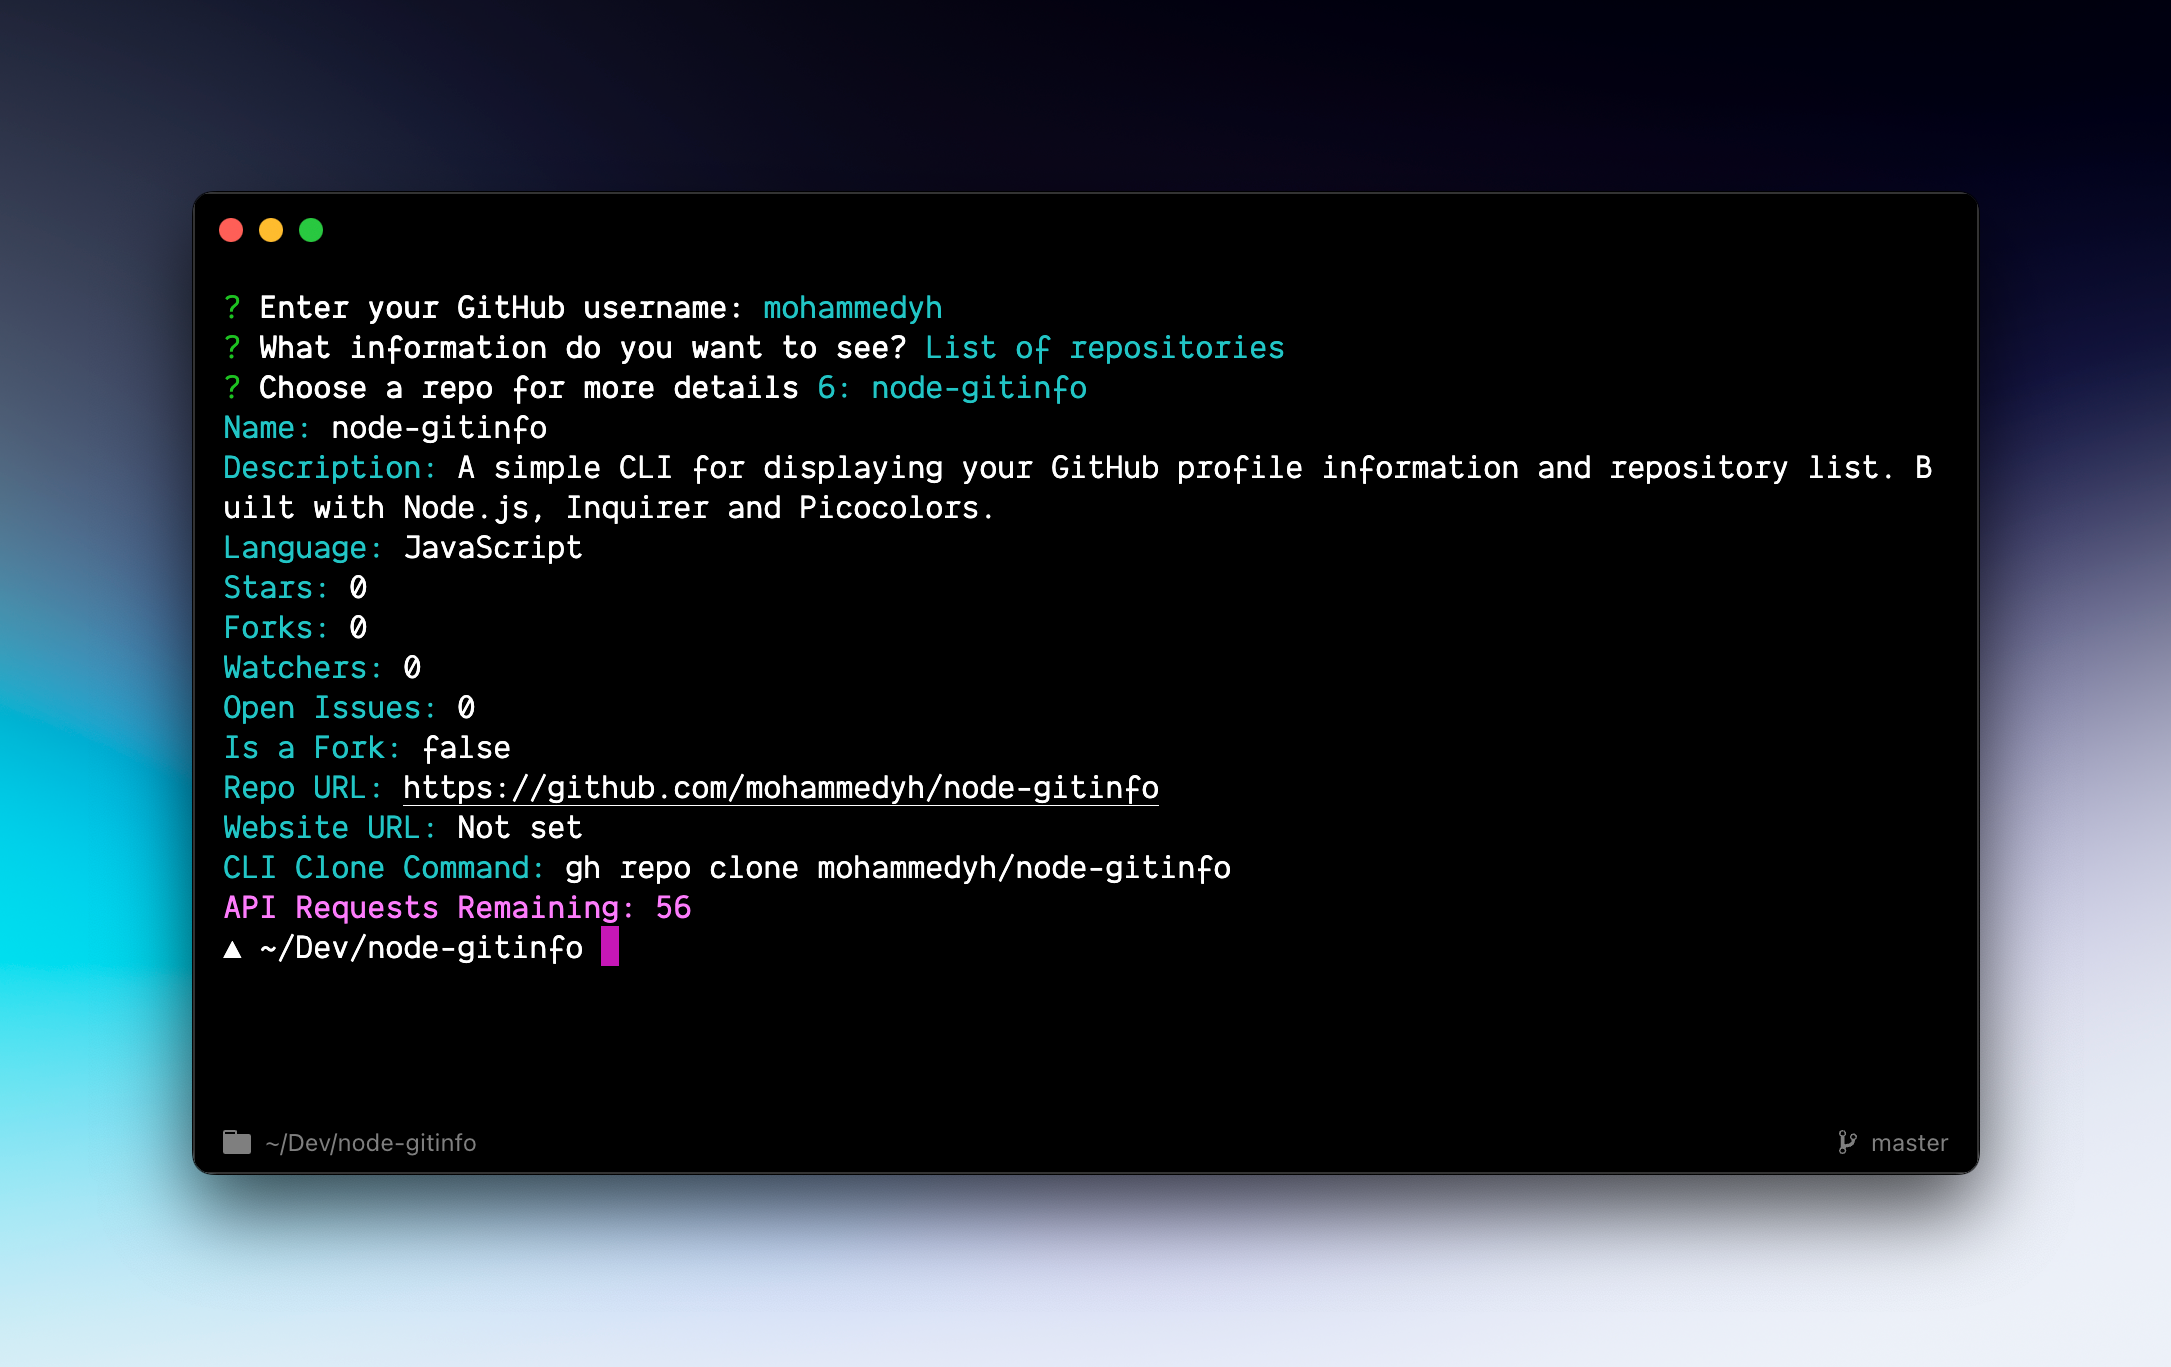 ? Enter your GitHub username: mohammedyh
? What information do you want to see? List of repositories
? Choose a repo for more details 6: node-gitinfo
Name: node-gitinfo
Description: A simple CLI for displaying your GitHub profile information and repository list. B
uilt with Node.js, Inquirer and Picocolors.
Language: JavaScript
Stars: 0
Forks: 0
Watchers: 0
Open Issues: 0
Is a Fork: false
Repo URL: https://github.com/mohammedyh/node-gitinfo
Website URL: Not set
CLI Clone Command: gh repo clone mohammedyh/node-gitinfo
API Requests Remaining: 56
▲ ~/Dev/node-gitinfo
~/Dev/node-gitinfo
master